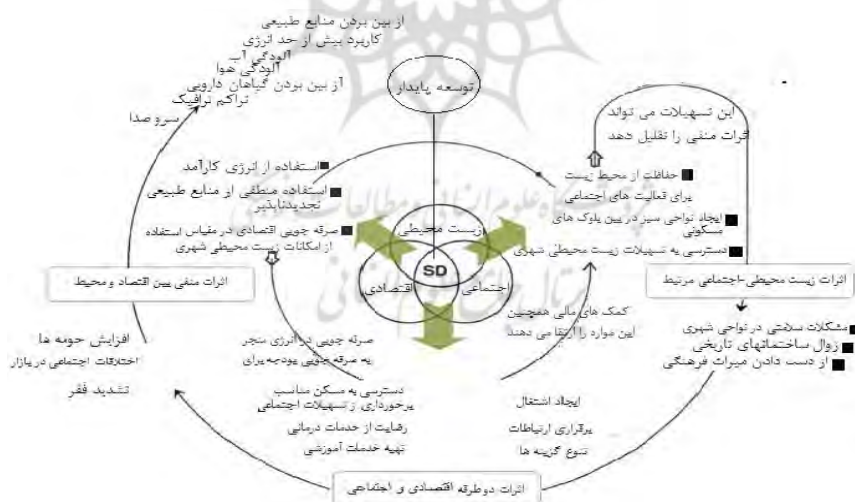 از بین بردن منابع طبیعی
کاربرد بیش از حد انرژی
آلودگی آب
آلودگی هوا
از بین بردن گیاهان دارویی
تراکم ترافیک
سرو صدا
توسعه پایدار
این تسهیلات می تواند
اثرات منفی را تقلیل دهد
استفاده از انرژی کارآمد
استفاده منطقی از منابع طبیعی
تجدیدناپذیر
صرفه جویی اقتصادی در مقیاس استفاده
از امکانات زیست محیطی شهری
حفاظت از محیط زیست
برای فعالیت های اجتماعی
ایجاد نواحی سبز در بین بلوک های
مسکونی
دسترسی به تسهیلات زیست محیطی شهری
زیست محیطی
SD
اقتصادی
اجتماعی
اثرات منفی بین اقتصاد و محیط
اثرات زیست محیطی-اجتماعی مرتبط
افزایش حومه ها
اختلافات اجتماعی در بازار
تشدید فقر
صرفه جویی در انرژی منجر
به صرفه جویی بودجه برای
دسترسی به مسکن مناسب
برخورداری از تسهیلات اجتماعی
رضایت از خدمات درمانی
تهیه خدمات آموزشی
کمک های مالی همچنین
این موارد را ارتقا می دهند
ایجاد اشتغال
برقراری ارتباطات
تنوع گزینه ها
مشکلات سلامتی در نواحی شهری
زوال ساختمانهای تاریخی
از دست دادن میراث فرهنگی
اثرات دوطرفه اقتصادی و اجتماعی